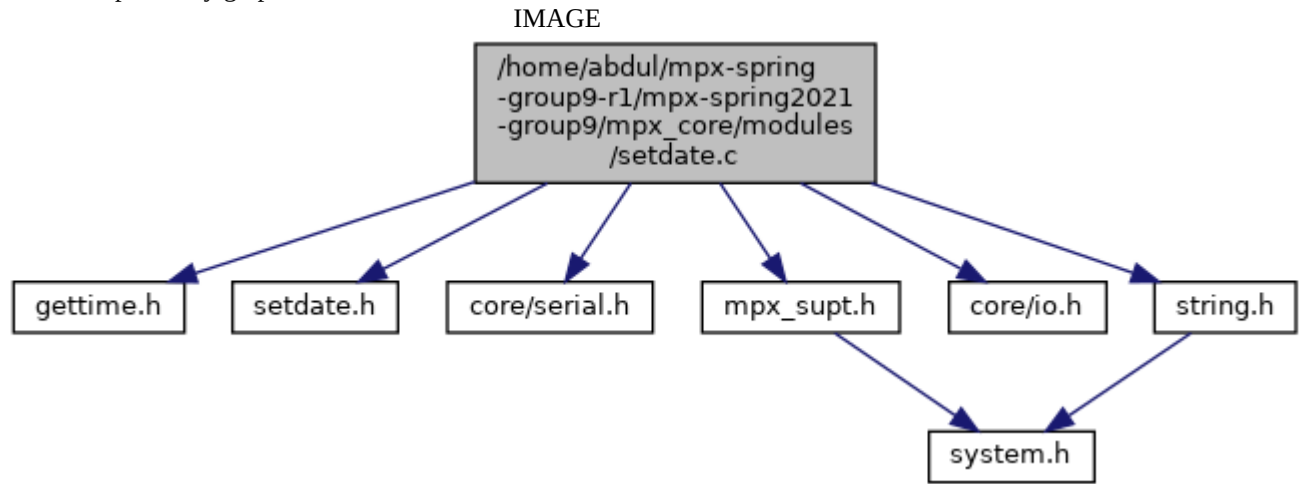 IMAGE
/home/abdul/mpx-spring
-group9-r1/mpx-spring2021
-group9/mpx_core/modules
/setdate.c
gettime.h
setdate.h
core/serial.h
mpx_supt.h
core/io.h
string.h
system.h